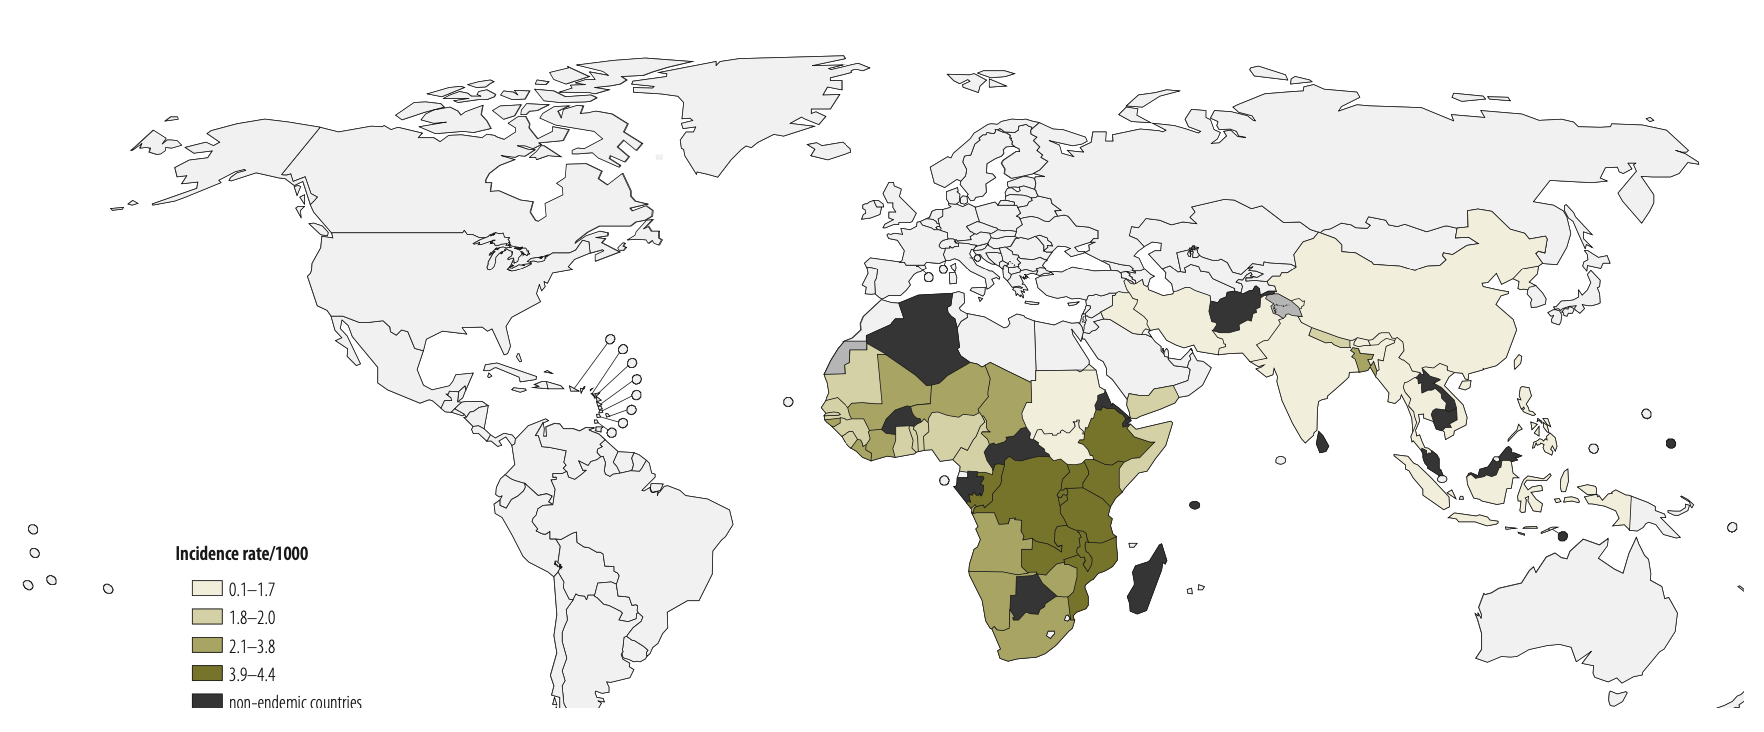 Incidence rate/1000
0.1–1.7
1.8–2.0
2.1–3.8
3.9–4.4
non-endemic countries